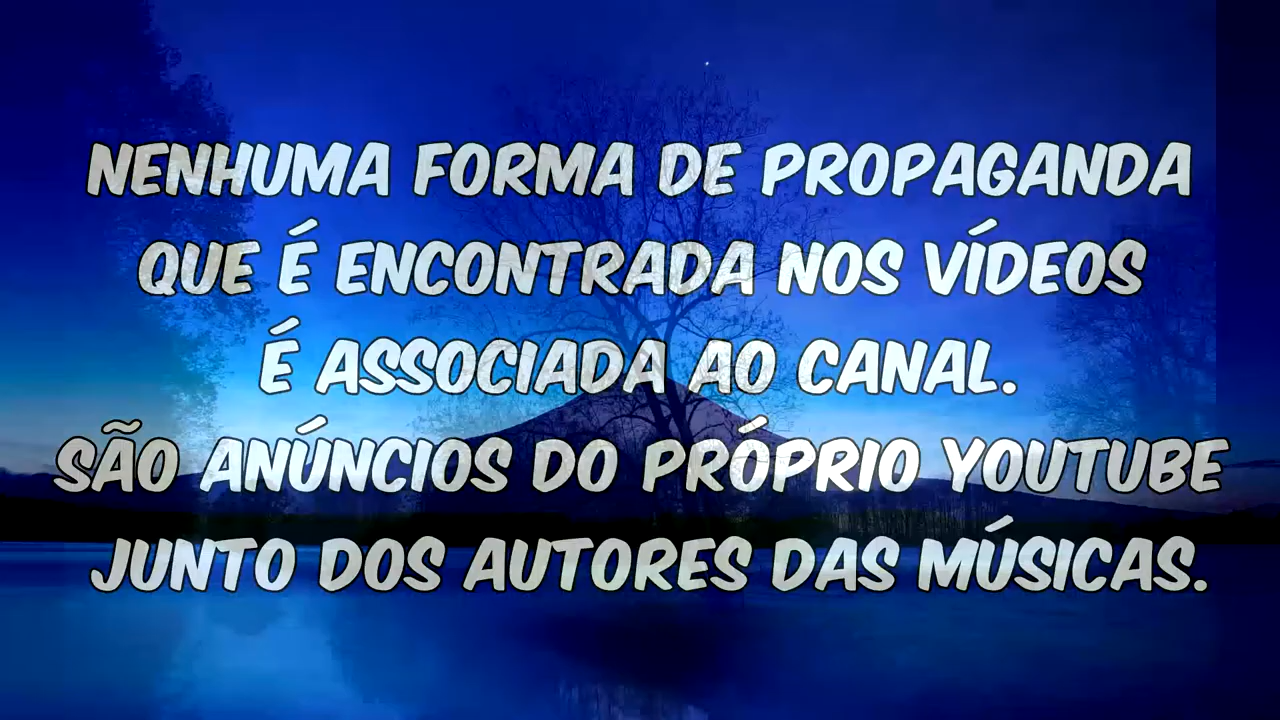 NENHUMA FORMA DE PROPAGANDA
QUE É ENCONTRADA NOS VÍDEOS
É ASSOCIADA AO CANAL.
SÃO ANÚNCIOS DO PRÓPRIO YOUTUBE
JUNTO DOS AUTORES DAS MÚSICAS.